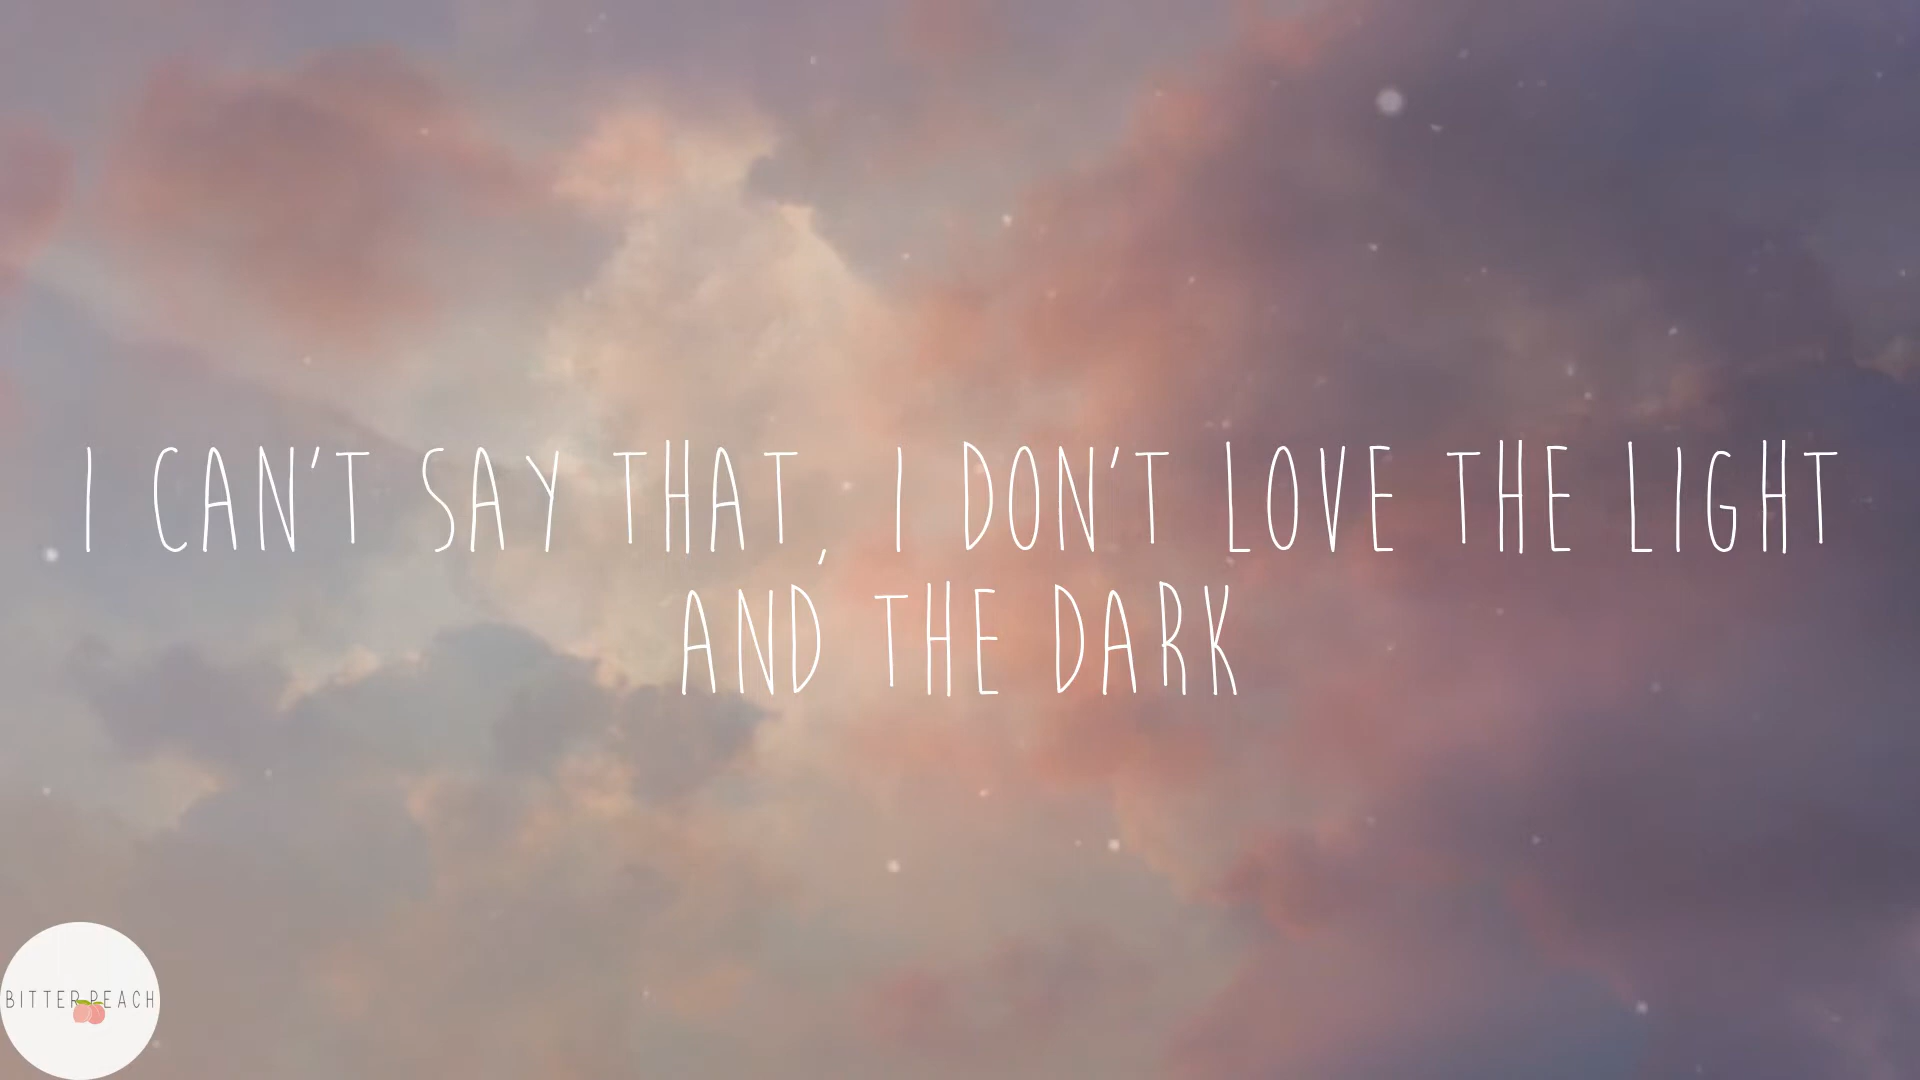 I CAN'T SAY THAT, I DON'T LOVE THE LIGHT
AND THE DARK
BITTER PEACH